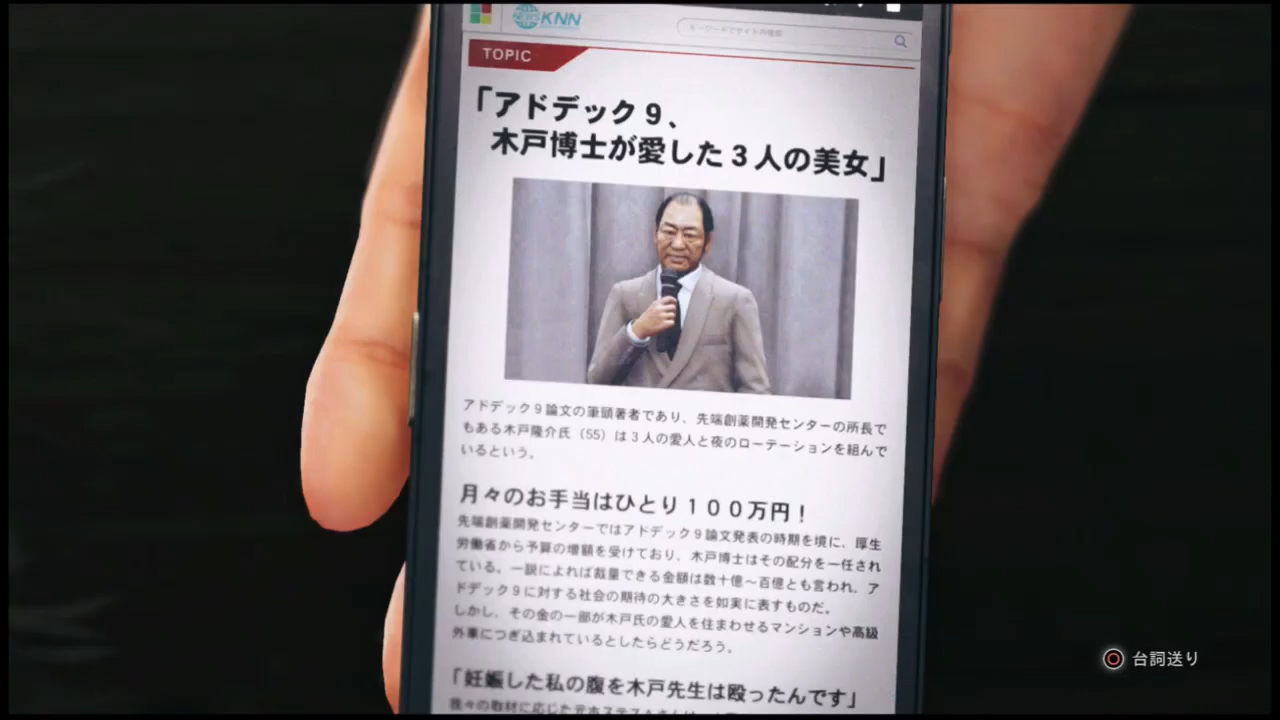 NEWS KNN
キーワードでサイト内検索
TOPIC
「アドデック9、
木戸博士が愛した3人の美女」
アドデック9論文の筆頭著者であり、先端創薬開発センターの所長で
もある木戸隆介氏（55）は3人の愛人と夜のローテーションを組んで
いるという。
月々のお手当はひとり１００万円！
先端創薬開発センターではアドデック9論文発表の時期を境に、厚生
労働省から予算の増額を受けており、木戸博士はその配分を一任され
ている。一説によれば裁量できる金額は数十億～百億とも言われ、ア
ドデック9に対する社会の期待の大きさを如実に表すものだ。
しかし、その金の一部が木戸氏の愛人を住まわせるマンションや高級
外車につぎ込まれているとしたらどうだろう。
「妊娠した私の腹を木戸先生は殴ったんです」
我々の取材に応じた元ホステス
台詞送り